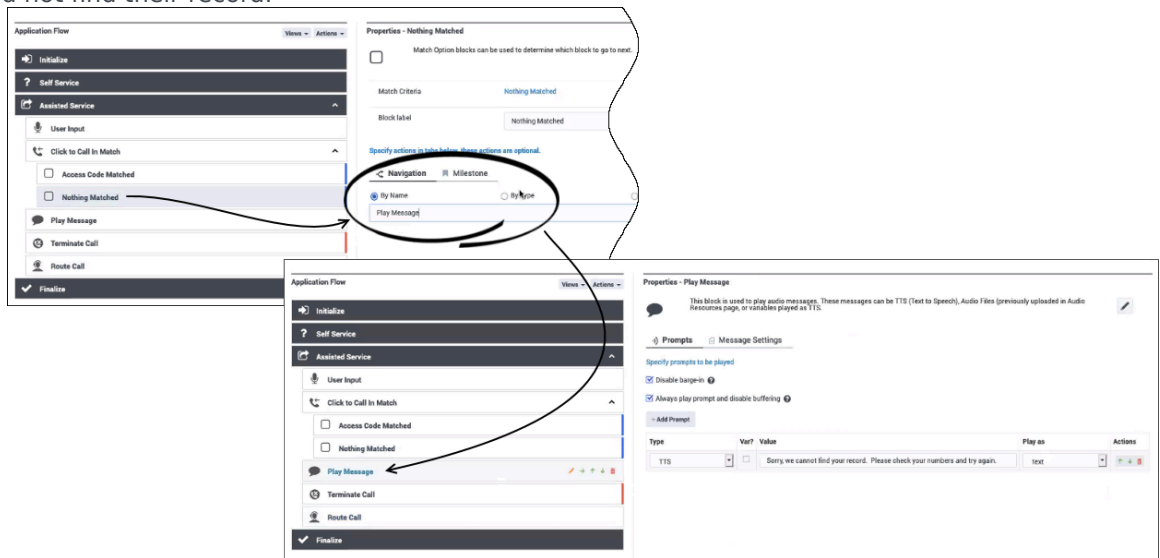 d not find their record.
Application Flow
Views
Actions
Initialize
Self Service
Assisted Service
User Input
Click to Call In Match
Access Code Matched
Nothing Matched
Play Message
Terminate Call
Route Call
Finalize
Properties - Nothing Matched
Match Option blocks can be used to determine which block to go to next.
Match Criteria Nothing Matched
Block label Nothing Matched
Specify actions in tabs below, these actions are optional.
Navigation Milestone
By Name By Type
Play Message
Application Flow
Views
Actions
Initialize
Self Service
Assisted Service
User Input
Click to Call In Match
Access Code Matched
Nothing Matched
Play Message
Terminate Call
Route Call
Finalize
Properties - Play Message
This block is used to play audio messages. These messages can be TTS (Text to Speech), Audio Files (previously uploaded in Audio
Resources page, or variables played as TTS.
Prompts Message Settings
Specify prompts to be played
Disable barge-in
Always play prompt and disable buffering
Add Prompt
Type Var? Value Play as Actions
TTS Sorry, we cannot find your record. Please check your numbers and try again. text